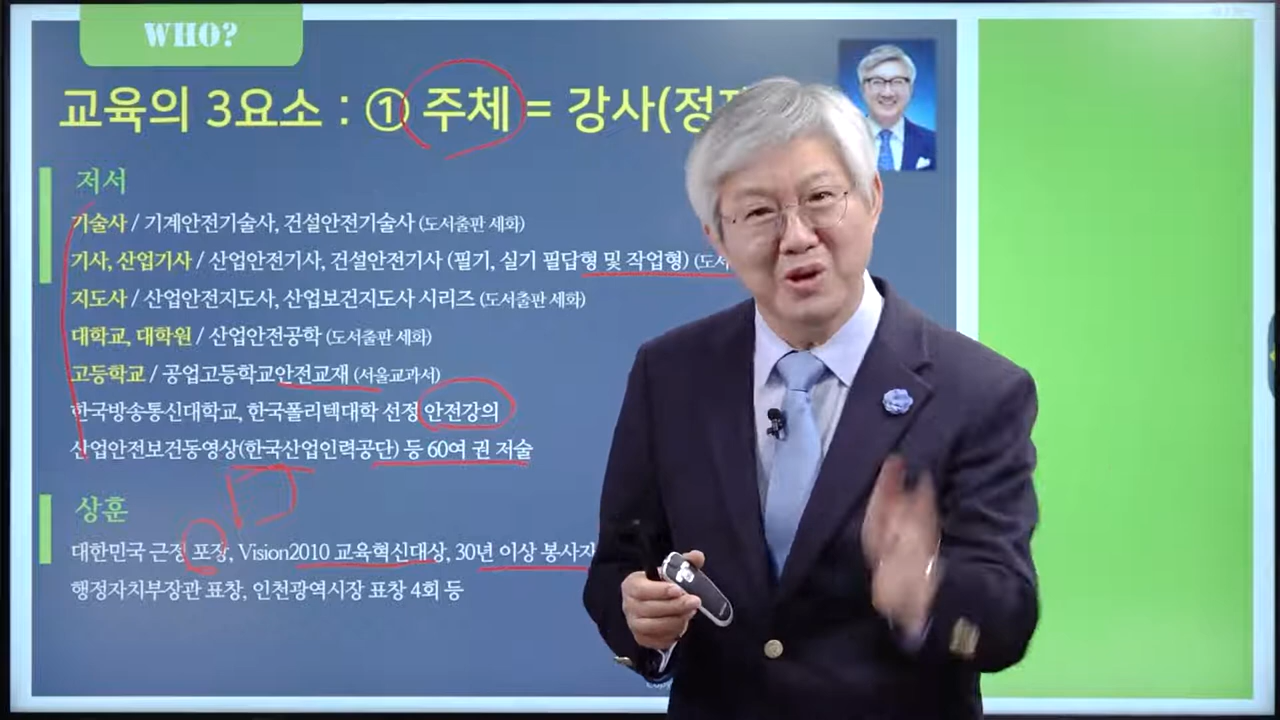 WHO?
교육의 3요소 : ① 주체 = 강사(정
저서
기술사 / 기계안전기술사, 건설안전기술사 (도서출판 세화)
기사, 산업기사 / 산업안전기사, 건설안전기사 (필기, 실기 필답형 및 작업형) (도서
지도사 / 산업안전지도사, 산업보건지도사 시리즈 (도서출판 세화)
대학교, 대학원 / 산업안전공학 (도서출판 세화)
고등학교 / 공업고등학교안전교재 (서울교과서)
한국방송통신대학교, 한국폴리텍대학 선정 안전강의
산업안전보건동영상(한국산업인력공단) 등 60여 권 저술
상훈
대한민국 근정 포장, Vision2010 교육혁신대상, 30년 이상 봉사자
행정자치부장관 표창, 인천광역시장 표창 4회 등